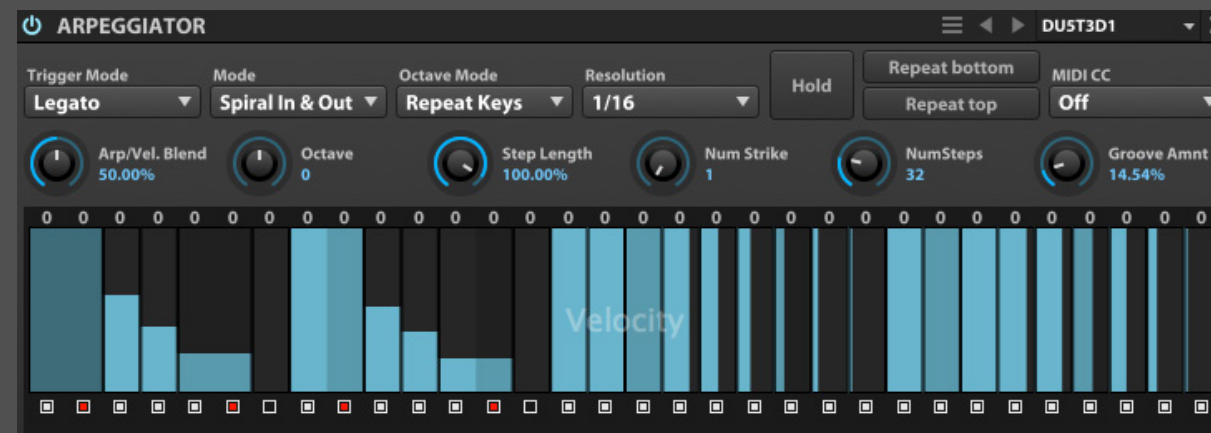 ARPEGGIATOR DU5T3D1
Trigger Mode Mode Octave Mode Resolution Hold Repeat bottom MIDI CC
Legato Spiral In & Out Repeat Keys 1/16 Repeat top Off
Arp/Vel. Blend Octave Step Length Num Strike NumSteps Groove Amnt
50.00% 0 100.00% 1 32 14.54%
0 0 0 0 0 0 0 0 0 0 0 0 0 0 0 0 0 0 0 0 0 0 0 0 0 0 0 0 0 0 0 0
Velocity